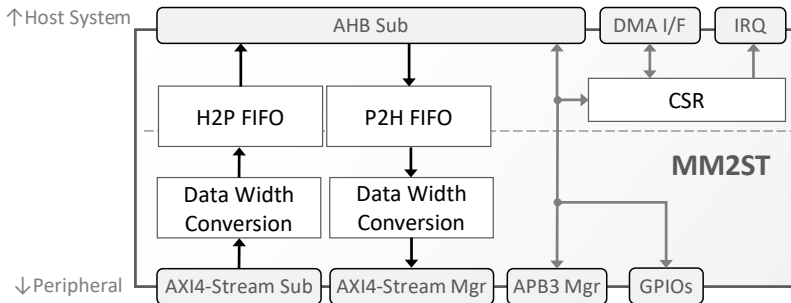 ↑Host System
AHB Sub
DMA I/F
IRQ
H2P FIFO
P2H FIFO
CSR
MM2ST
Data Width
Conversion
Data Width
Conversion
↓Peripheral
AXI4-Stream Sub
AXI4-Stream Mgr
APB3 Mgr
GPIOs